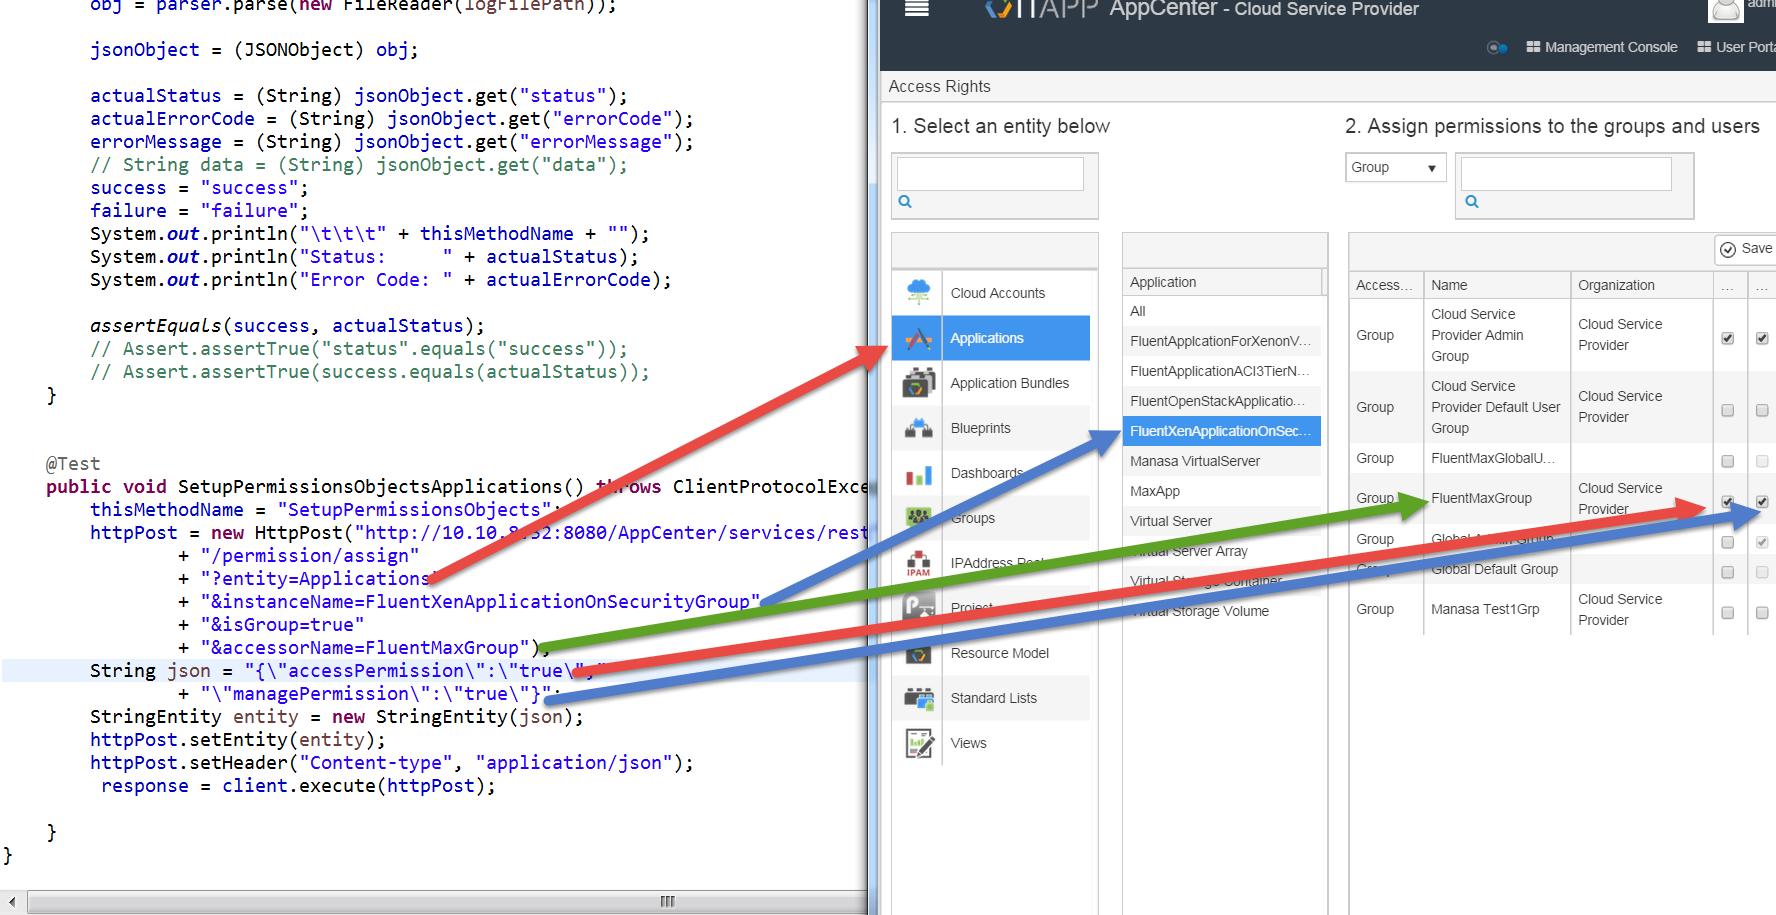 obj = parser.parse(new FileReader(logFilePath));
jsonObject = (JSONObject) obj;
actualStatus = (String) jsonObject.get("status");
actualErrorCode = (String) jsonObject.get("errorCode");
errorMessage = (String) jsonObject.get("errorMessage");
// String data = (String) jsonObject.get("data");
success = "success";
failure = "failure";
System.out.println("\t\t\t" + thisMethodName + "");
System.out.println("Status:     " + actualStatus);
System.out.println("Error Code: " + actualErrorCode);
assertEquals(success, actualStatus);
// Assert.assertTrue("status".equals("success"));
// Assert.assertTrue(success.equals(actualStatus));
}
@Test
public void SetupPermissionsObjectsApplications() throws ClientProtocolExce
thisMethodName = "SetupPermissionsObjects";
httpPost = new HttpPost("http://10.10.8.52:8080/AppCenter/services/rest
+ "/permission/assign"
+ "?entity=Applications"
+ "&instanceName=FluentXenApplicationOnSecurityGroup"
+ "&isGroup=true"
+ "&accessorName=FluentMaxGroup");
String json = "{\"accessPermission\":\"true\","
+ "\"managePermission\":\"true\"}";
StringEntity entity = new StringEntity(json);
httpPost.setEntity(entity);
httpPost.setHeader("Content-type", "application/json");
response = client.execute(httpPost);
}
}
ITAPP AppCenter - Cloud Service Provider
admi
Management Console
User Porta
Access Rights
1. Select an entity below
2. Assign permissions to the groups and users
Group
Save
Cloud Accounts
Applications
Application Bundles
Blueprints
Dashboards
Groups
IPAM
IPAddress Pool
Project
Resource Model
Standard Lists
Views
Application
All
FluentApplcationForXenonV...
FluentApplicationACI3TierN...
FluentOpenStackApplicatio...
FluentXenApplicationOnSec...
Manasa VirtualServer
MaxApp
Virtual Server
Virtual Server Array
Virtual Storage Container
Virtual Storage Volume
Access... Name Organization ... ...
Group Cloud Service Provider Admin Group Cloud Service Provider
Group Cloud Service Provider Default User Group Cloud Service Provider
Group FluentMaxGlobalU...
Group FluentMaxGroup Cloud Service Provider
Group Global Admin Group
Group Global Default Group
Group Manasa Test1Grp Cloud Service Provider